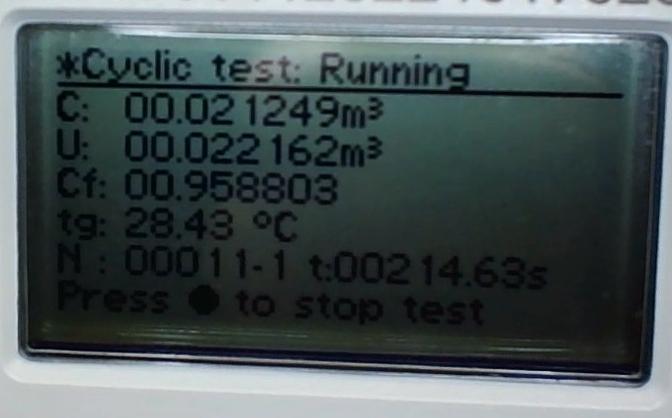 *Cyclic test: Running
C: 00.021249m³
U: 00.022162m³
Cf: 00.958803
tg: 28.43 °C
N : 00011-1 t:00214.63s
Press ● to stop test